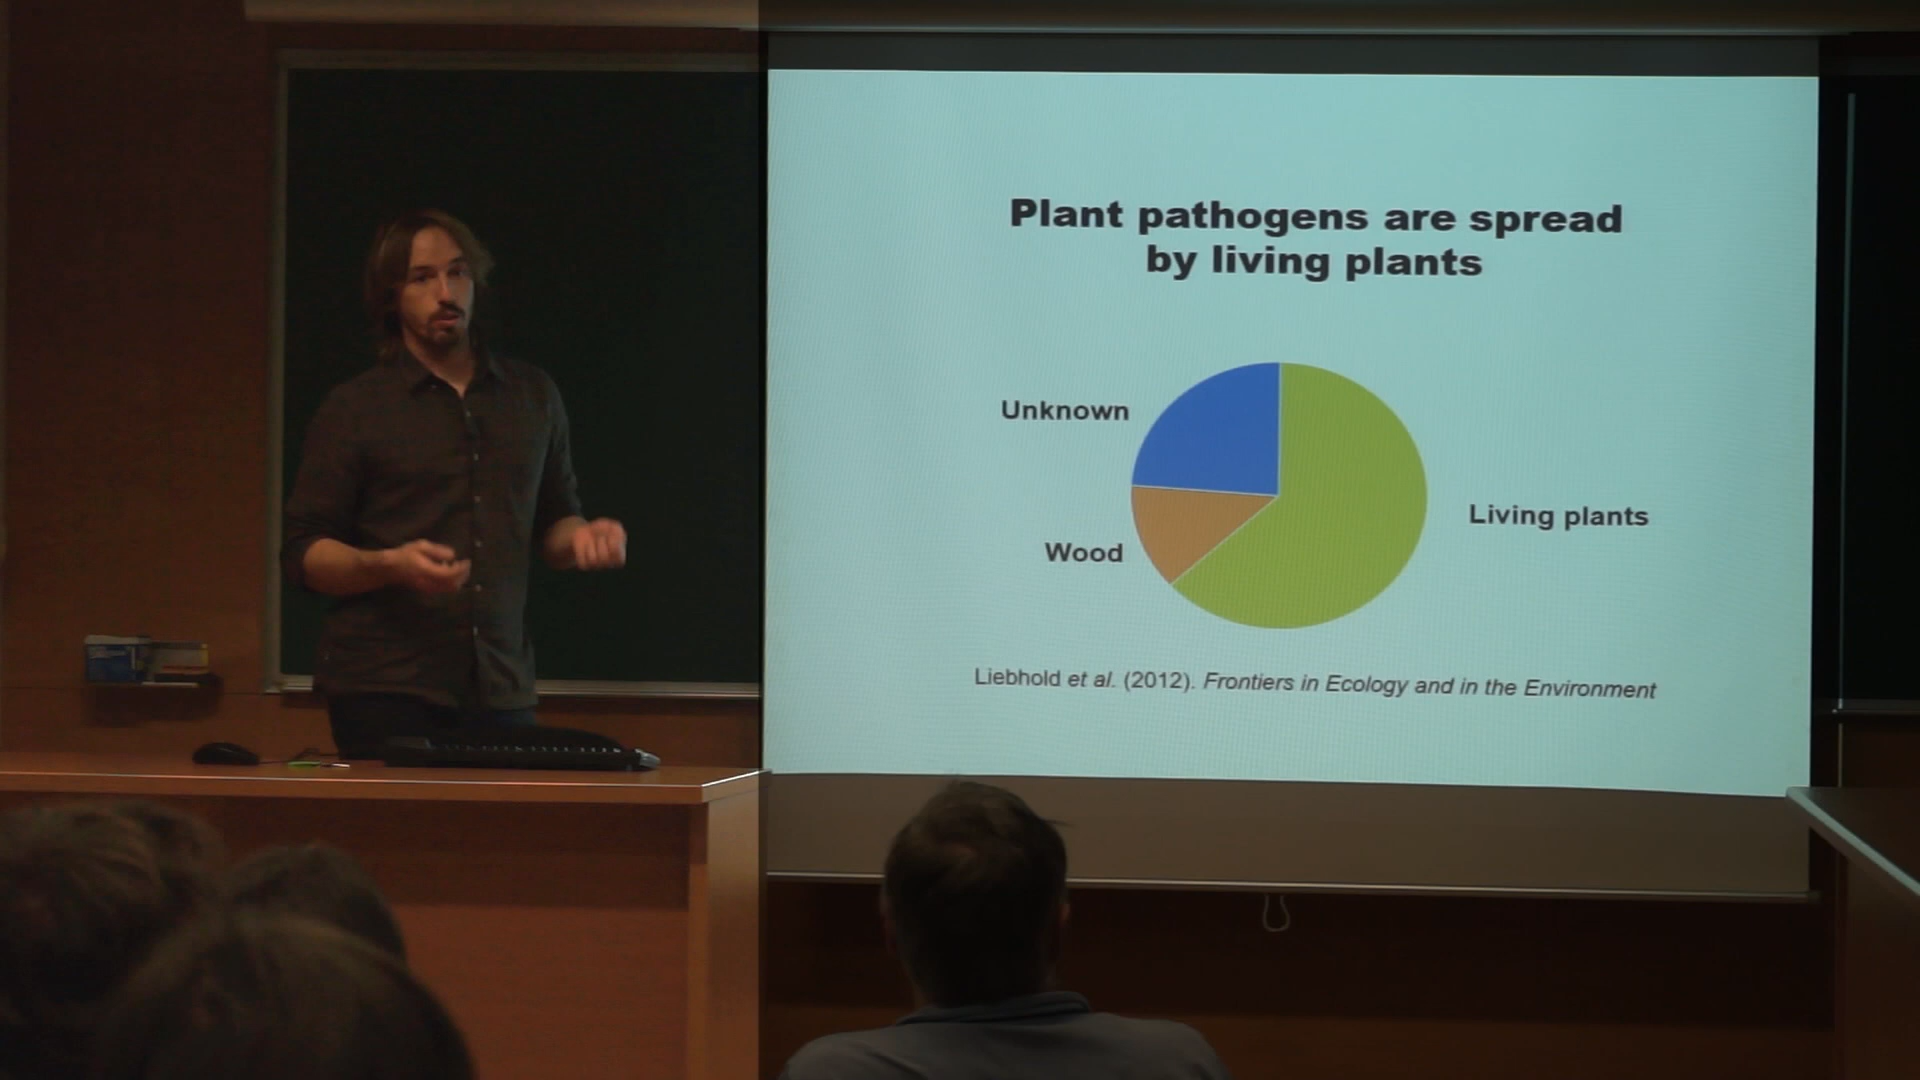 Plant pathogens are spread
by living plants
Unknown
Living plants
Wood
Liebhold et al. (2012). Frontiers in Ecology and in the Environment